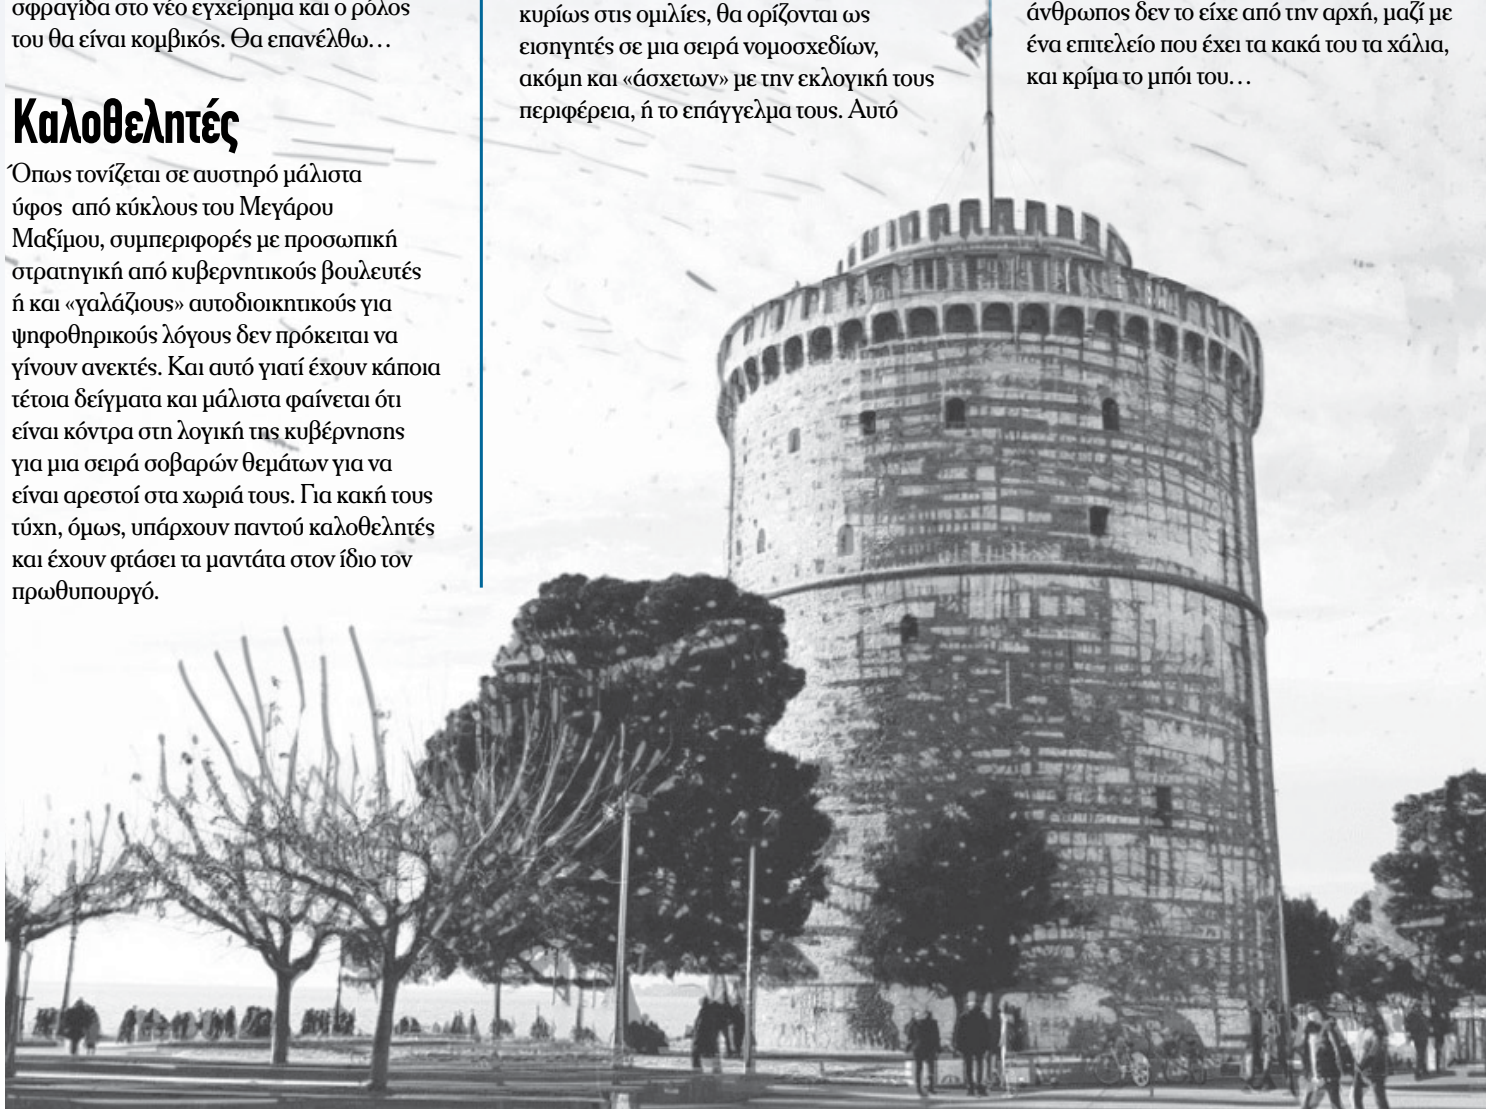 σφραγίδα στο νέο εγχείρημα και ο ρόλος
του θα είναι κομβικός. Θα επανέλθω…
Καλοθελητές
Όπως τονίζεται σε αυστηρό μάλιστα
ύφος από κύκλους του Μεγάρου
Μαξίμου, συμπεριφορές με προσωπική
στρατηγική από κυβερνητικούς βουλευτές
ή και «γαλάζιους» αυτοδιοικητικούς για
ψηφοθηρικούς λόγους δεν πρόκειται να
γίνουν ανεκτές. Και αυτό γιατί έχουν κάποια
τέτοια δείγματα και μάλιστα φαίνεται ότι
είναι κόντρα στη λογική της κυβέρνησης
για μια σειρά σοβαρών θεμάτων για να
είναι αρεστοί στα χωριά τους. Για κακή τους
τύχη, όμως, υπάρχουν παντού καλοθελητές
και έχουν φτάσει τα μαντάτα στον ίδιο τον
πρωθυπουργό.
κυρίως στις ομιλίες, θα ορίζονται ως
εισηγητές σε μια σειρά νομοσχεδίων,
ακόμη και «άσχετων» με την εκλογική τους
περιφέρεια, ή το επάγγελμα τους. Αυτό
άνθρωπος δεν το είχε από την αρχή, μαζί με
ένα επιτελείο που έχει τα κακά του τα χάλια,
και κρίμα το μπόι του…